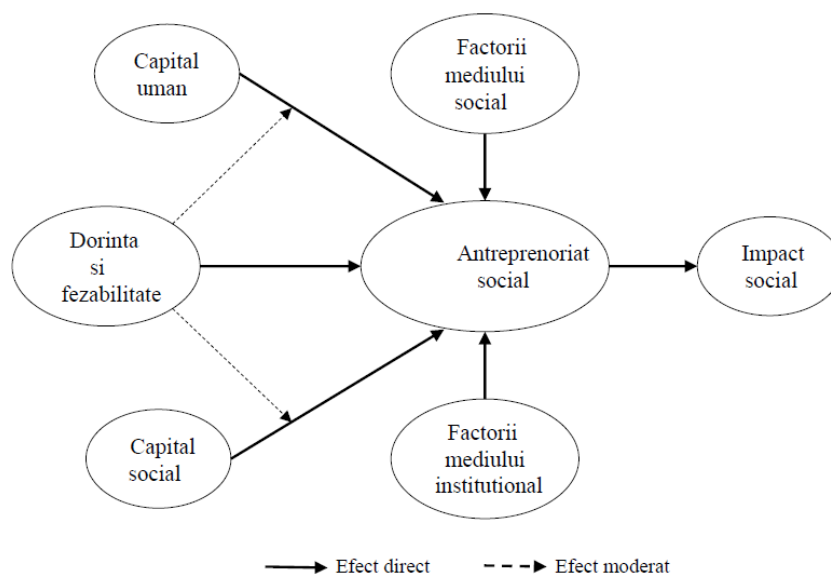 Capital
uman
Factorii
mediului
social
Dorinta
si
fezabilitate
Antreprenoriat
social
Impact
social
Capital
social
Factorii
mediului
institutional
Efect direct
Efect moderat